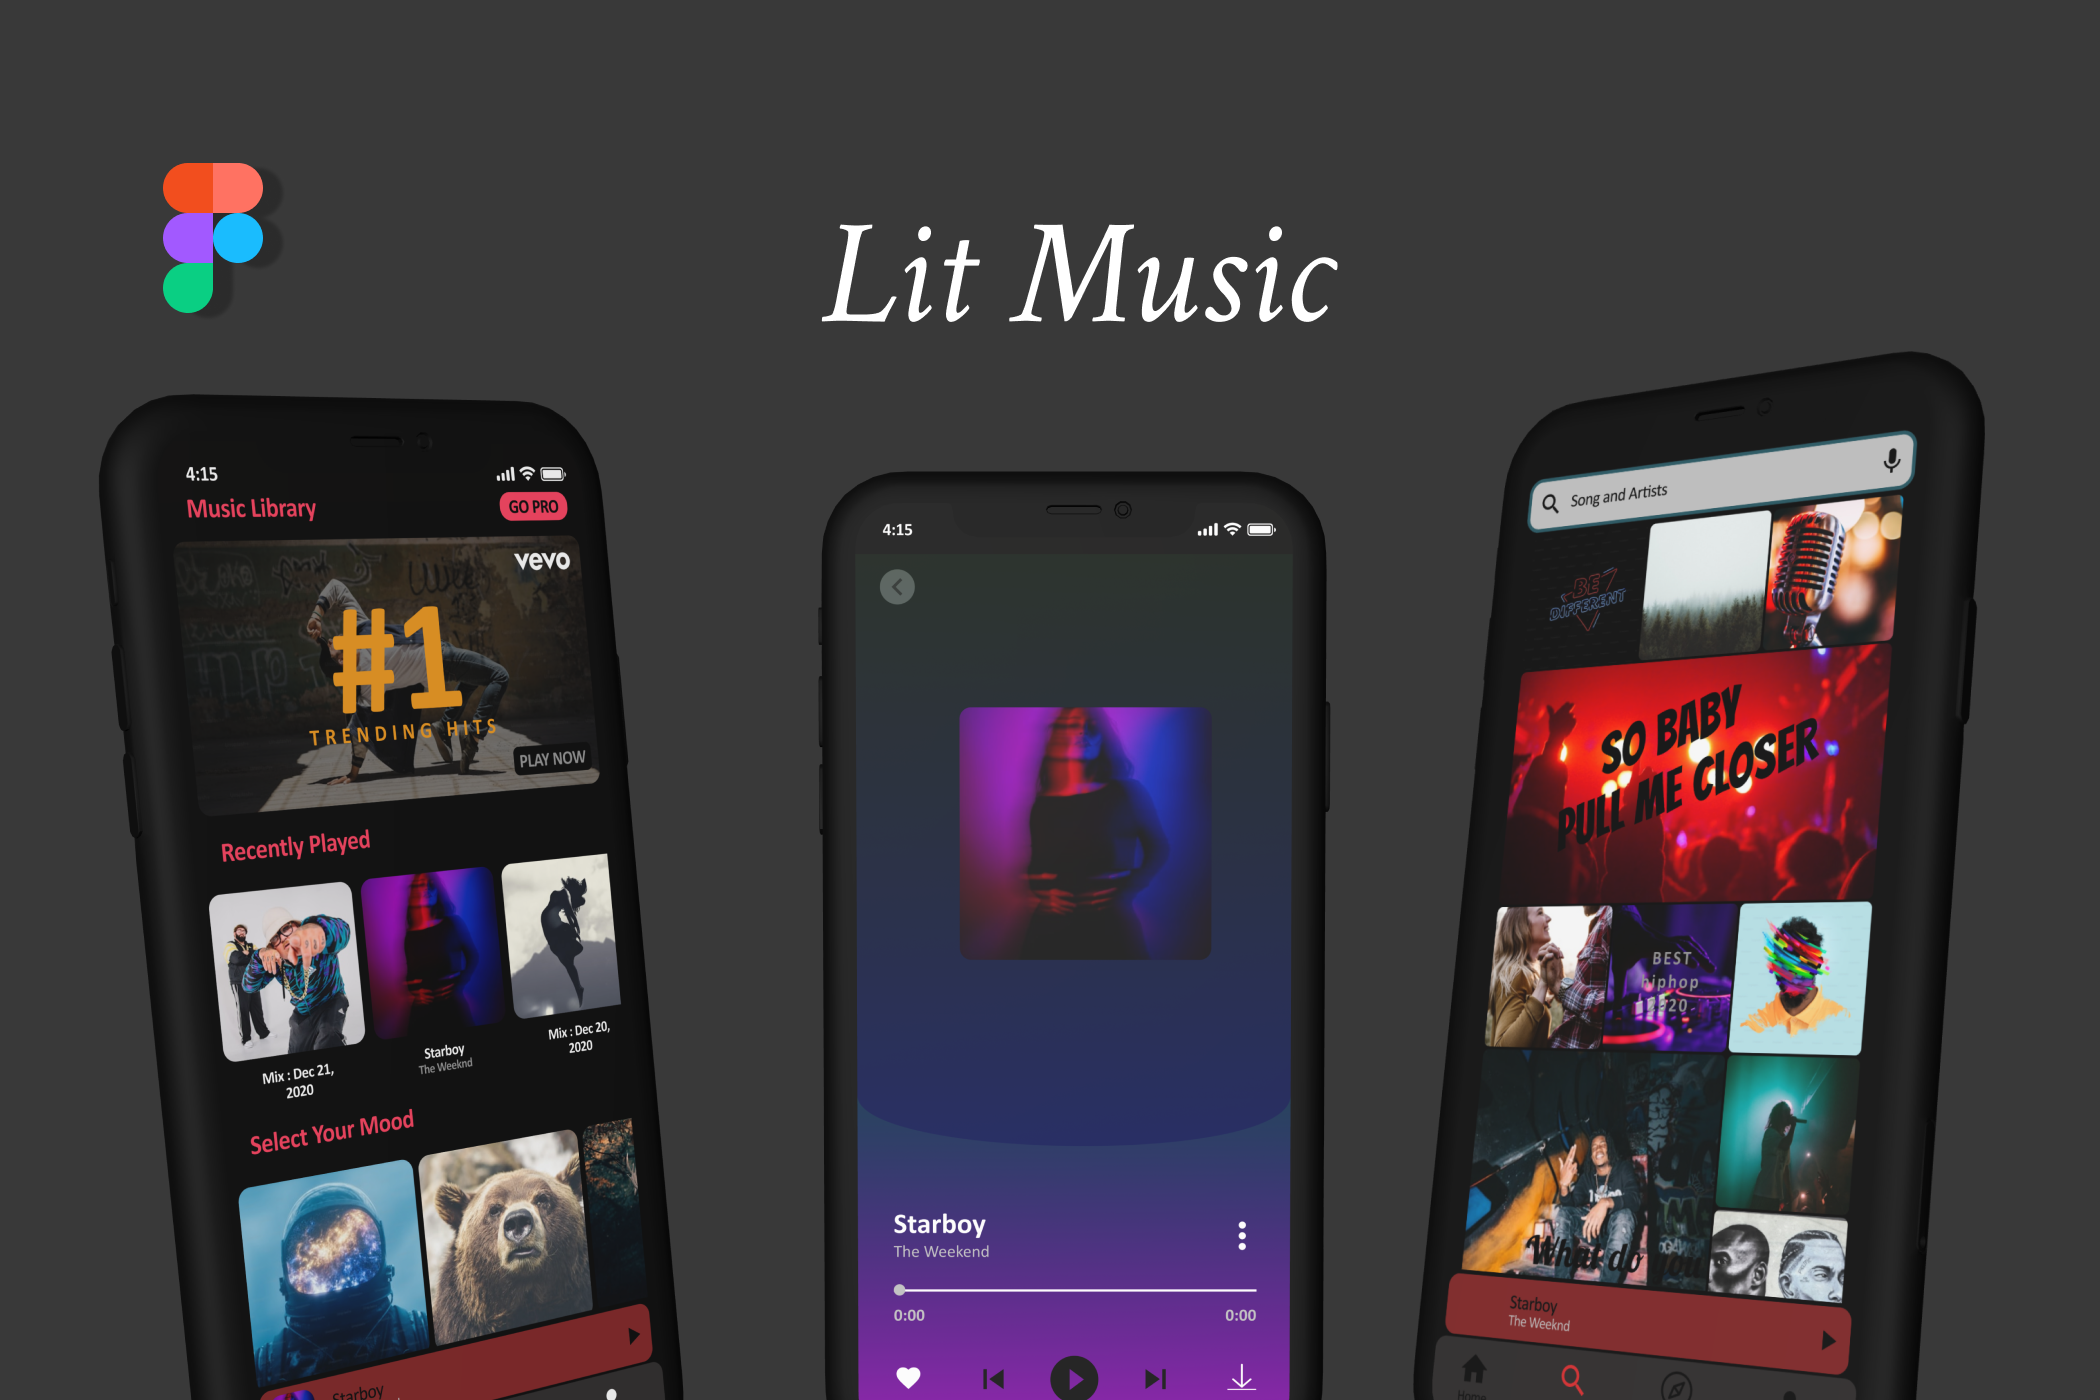 Lit Music
4:15
Music Library
GO PRO
vevo
#1
TRENDING HITS
PLAY NOW
Recently Played
Mix : Dec 21,
2020
Starboy
The Weeknd
Mix : Dec 20,
2020
Select Your Mood
Starboy
4:15
Starboy
The Weekend
0:00
0:00
Song and Artists
BE
DIFFERENT
SO BABY
PULL ME CLOSER
BEST
hiphop
2020
What do you
Starboy
The Weeknd
Home